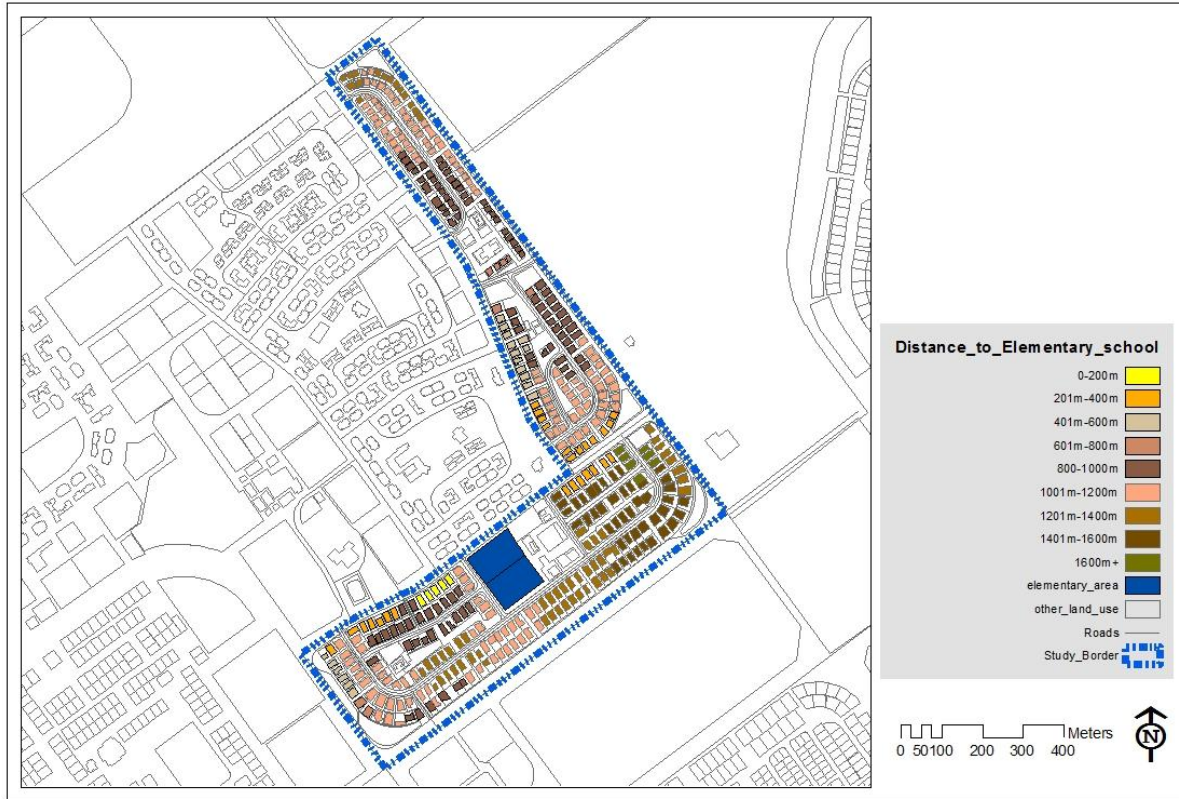 Distance_to_Elementary_school
0-200m
201m-400m
401m-600m
601m-800m
800-1000m
1001m-1200m
1201m-1400m
1401m-1600m
1600m+
elementary_area
other_land_use
Roads
Study_Border
Meters
0 50100 200 300 400
N